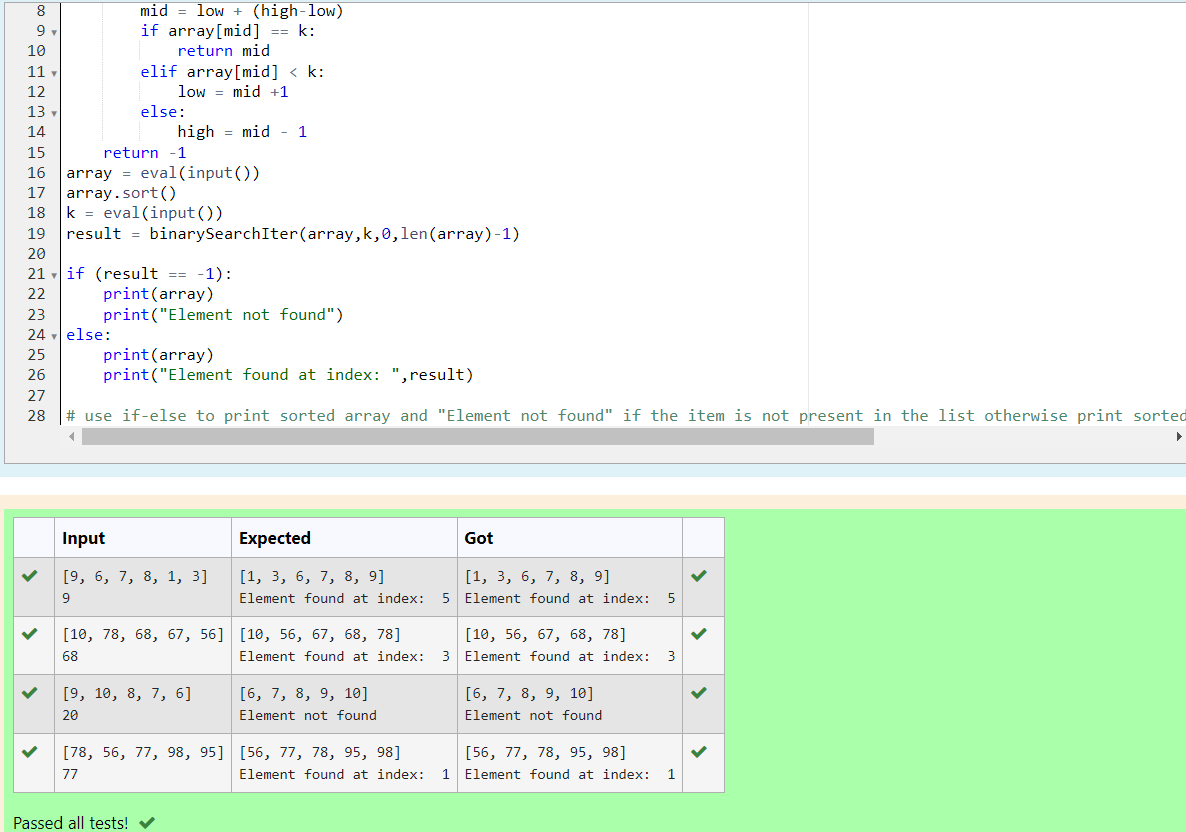 8 mid = low + (high-low)
9 if array[mid] == k:
10 return mid
11 elif array[mid] < k:
12 low = mid +1
13 else:
14 high = mid - 1
15 return -1
16 array = eval(input())
17 array.sort()
18 k = eval(input())
19 result = binarySearchIter(array,k,0,len(array)-1)
20
21 if (result == -1):
22 print(array)
23 print("Element not found")
24 else:
25 print(array)
26 print("Element found at index: ",result)
27
28 # use if-else to print sorted array and "Element not found" if the item is not present in the list otherwise print sorted
Input Expected Got
[9, 6, 7, 8, 1, 3] [1, 3, 6, 7, 8, 9] [1, 3, 6, 7, 8, 9]
9 Element found at index:  5 Element found at index:  5
[10, 78, 68, 67, 56] [10, 56, 67, 68, 78] [10, 56, 67, 68, 78]
68 Element found at index:  3 Element found at index:  3
[9, 10, 8, 7, 6] [6, 7, 8, 9, 10] [6, 7, 8, 9, 10]
20 Element not found Element not found
[78, 56, 77, 98, 95] [56, 77, 78, 95, 98] [56, 77, 78, 95, 98]
77 Element found at index:  1 Element found at index:  1
Passed all tests!